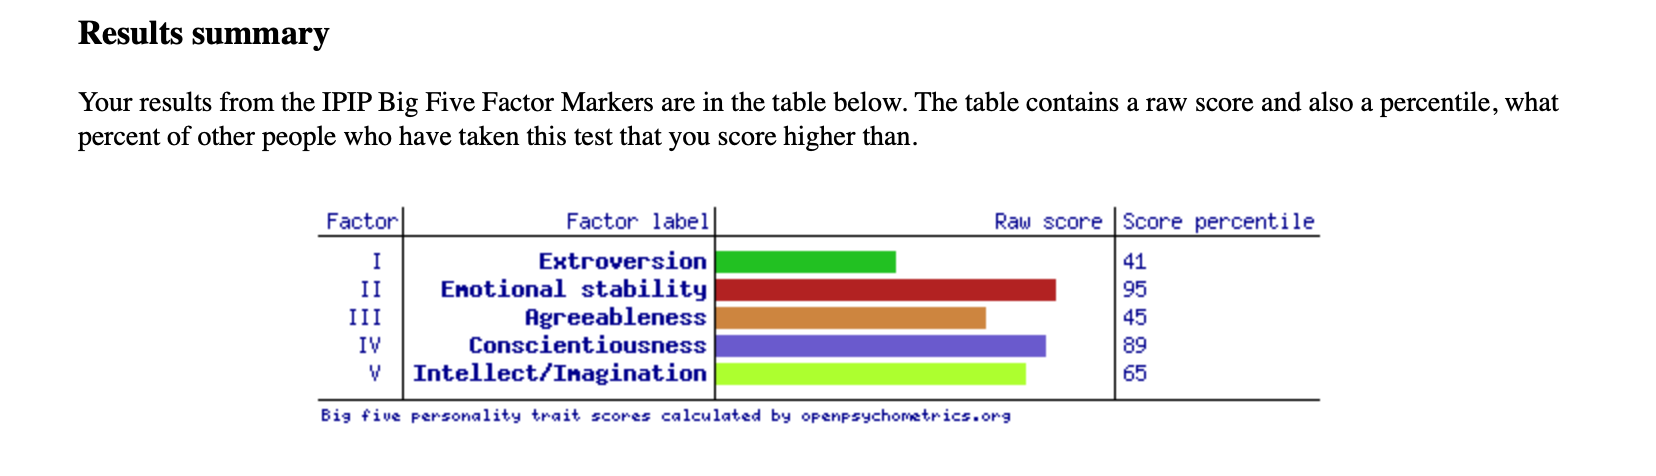 Results summary
Your results from the IPIP Big Five Factor Markers are in the table below. The table contains a raw score and also a percentile, what
percent of other people who have taken this test that you score higher than.
Factor Factor label Raw score Score percentile
I Extroversion 41
II Emotional stability 95
III Agreeableness 45
IV Conscientiousness 89
V Intellect/Imagination 65
Big five personality trait scores calculated by openpsychometrics.org